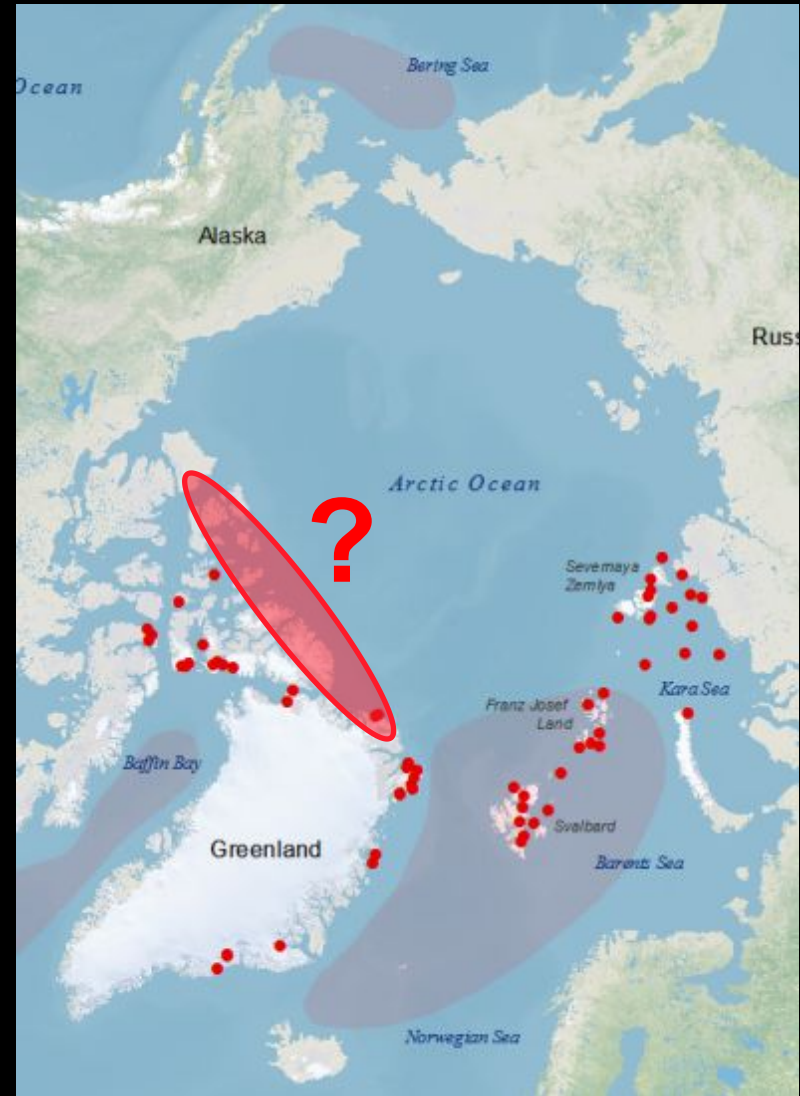 Bering Sea
Ocean
Alaska
Russ
Arctic Ocean
?
Severnaya
Zemlya
Kara Sea
Franz Josef
Land
Baffin Bay
Svalbard
Greenland
Barents Sea
Norwegian Sea